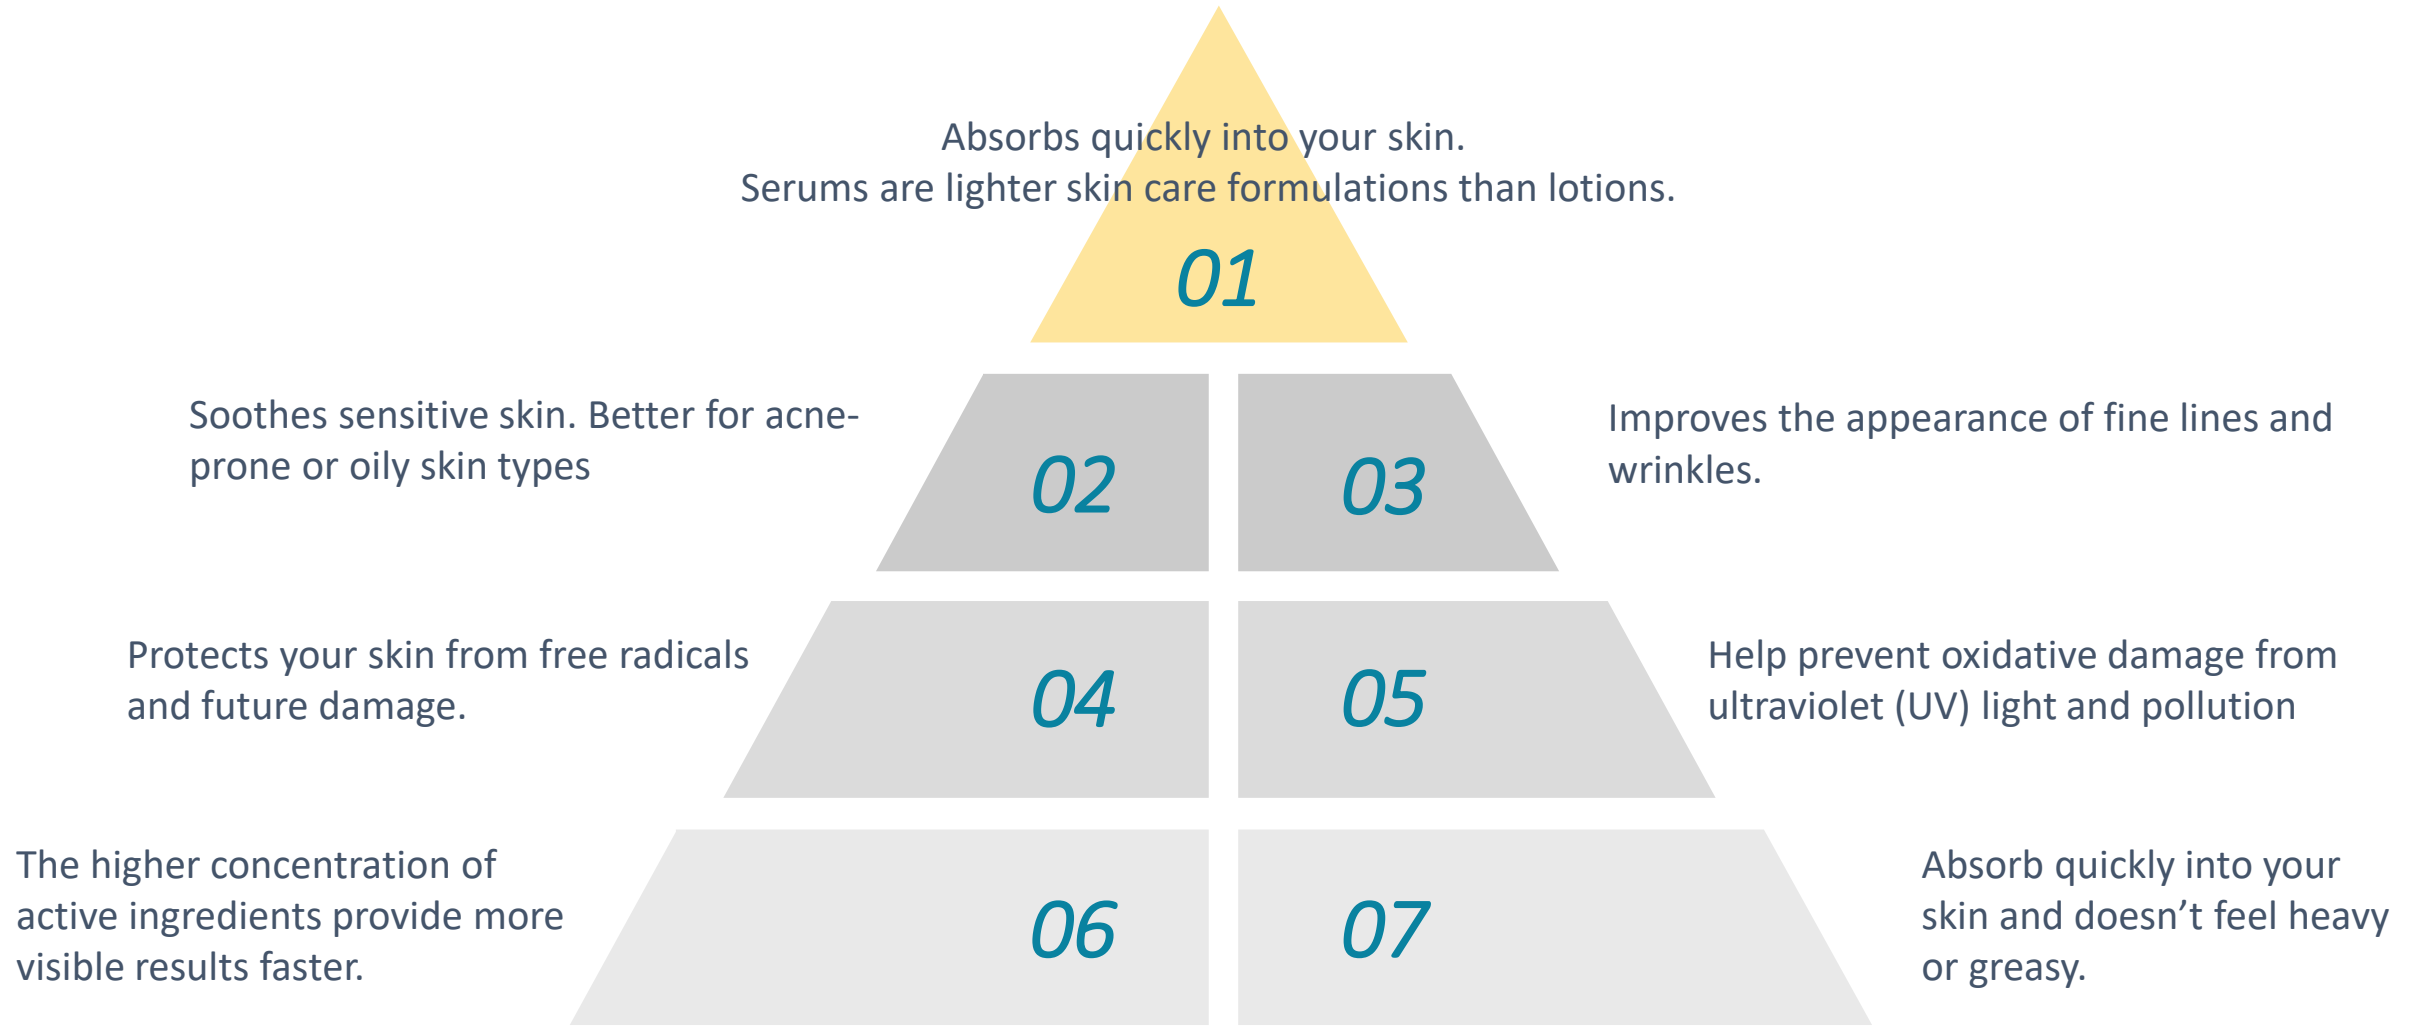 Absorbs quickly into your skin.
Serums are lighter skin care formulations than lotions.
01
Soothes sensitive skin. Better for acne-
prone or oily skin types
02
03
Improves the appearance of fine lines and
wrinkles.
Protects your skin from free radicals
and future damage.
04
05
Help prevent oxidative damage from
ultraviolet (UV) light and pollution
The higher concentration of
active ingredients provide more
visible results faster.
06
07
Absorb quickly into your
skin and doesn’t feel heavy
or greasy.